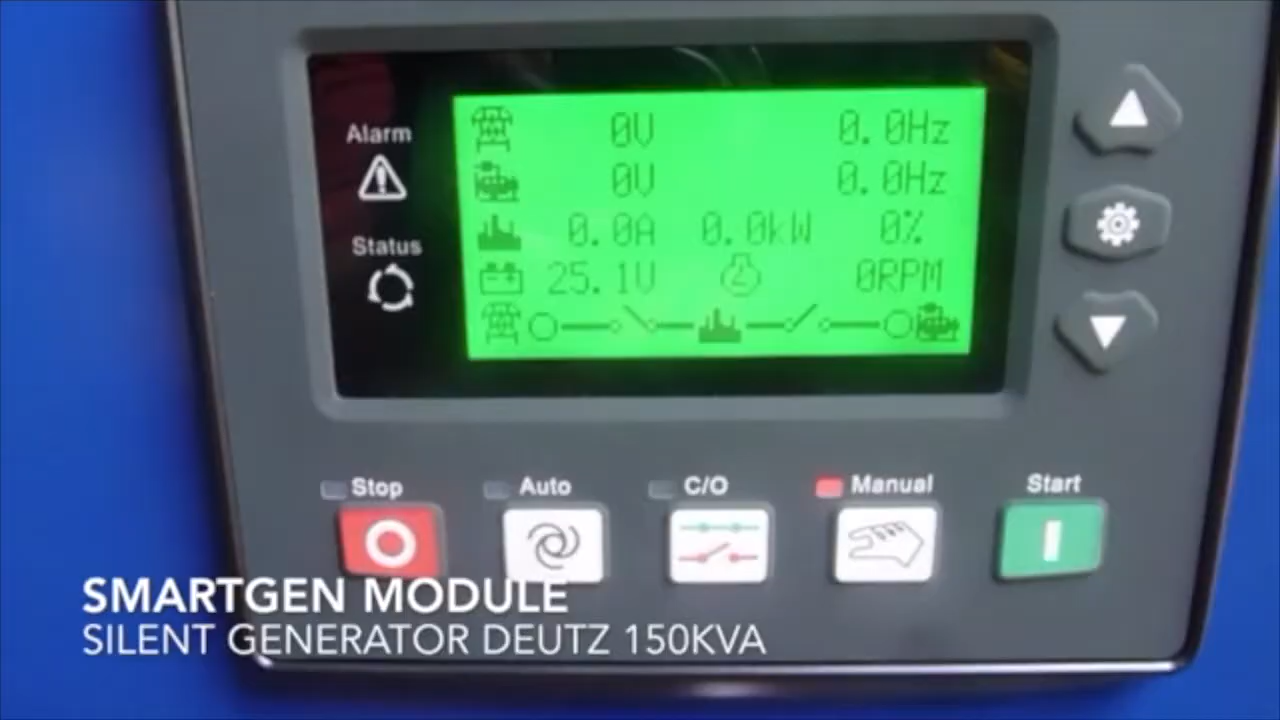 Alarm
Status
0V 0.0Hz
0V 0.0Hz
0.0A 0.0kW 0%
25.1V 0RPM
Stop Auto C/O Manual Start
SMARTGEN MODULE
SILENT GENERATOR DEUTZ 150KVA